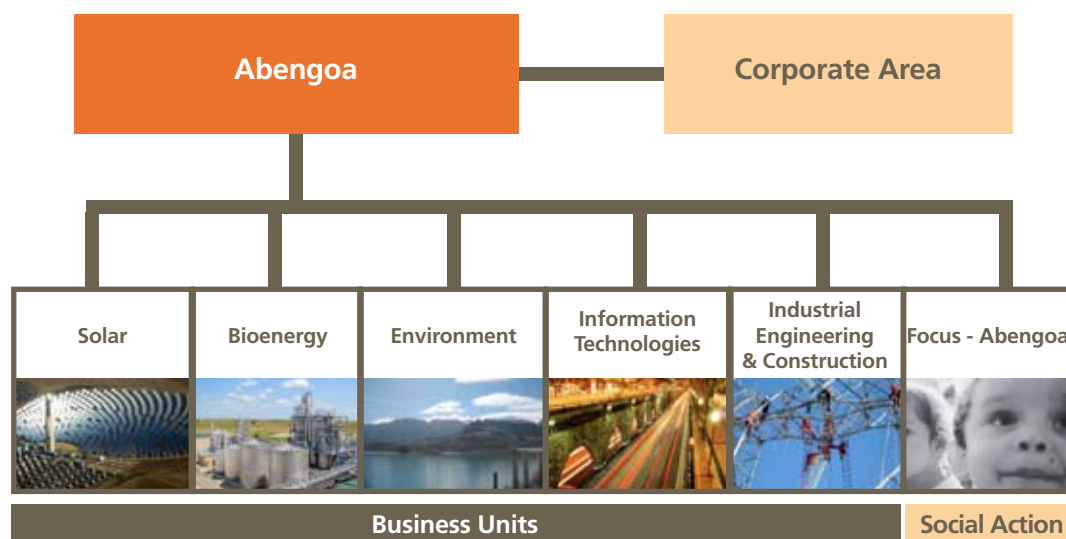 Abengoa
Corporate Area
Solar
Bioenergy
Environment
Information
Technologies
Industrial
Engineering
& Construction
Focus - Abengoa
Business Units
Social Action